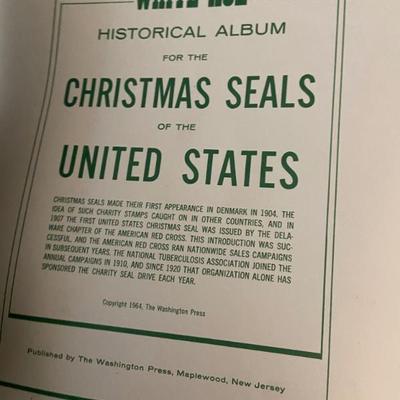 WHITE ACE
HISTORICAL ALBUM
FOR THE
CHRISTMAS SEALS
OF THE
UNITED STATES
CHRISTMAS SEALS MADE THEIR FIRST APPEARANCE IN DENMARK IN 1904. THE
IDEA OF SUCH CHARITY STAMPS CAUGHT ON IN OTHER COUNTRIES, AND IN
1907 THE FIRST UNITED STATES CHRISTMAS SEAL WAS ISSUED BY THE DELA-
WARE CHAPTER OF THE AMERICAN RED CROSS. THIS INTRODUCTION WAS SUC-
CESSFUL, AND THE AMERICAN RED CROSS RAN NATIONWIDE SALES CAMPAIGNS
IN SUBSEQUENT YEARS. THE NATIONAL TUBERCULOSIS ASSOCIATION JOINED THE
ANNUAL CAMPAIGNS IN 1910, AND SINCE 1920 THAT ORGANIZATION ALONE HAS
SPONSORED THE CHARITY SEAL DRIVE EACH YEAR.
Copyright 1964, The Washington Press
Published by The Washington Press, Maplewood, New Jersey